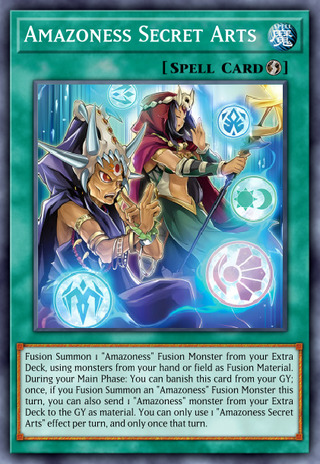 AMAZONESS SECRET ARTS
魔
[SPELL CARD]
Fusion Summon 1 "Amazoness" Fusion Monster from your Extra
Deck, using monsters from your hand or field as Fusion Material.
During your Main Phase: You can banish this card from your GY;
once, if you Fusion Summon an "Amazoness" Fusion Monster this
turn, you can also send 1 "Amazoness" monster from your Extra
Deck to the GY as material. You can only use 1 "Amazoness Secret
Arts" effect per turn, and only once that turn.